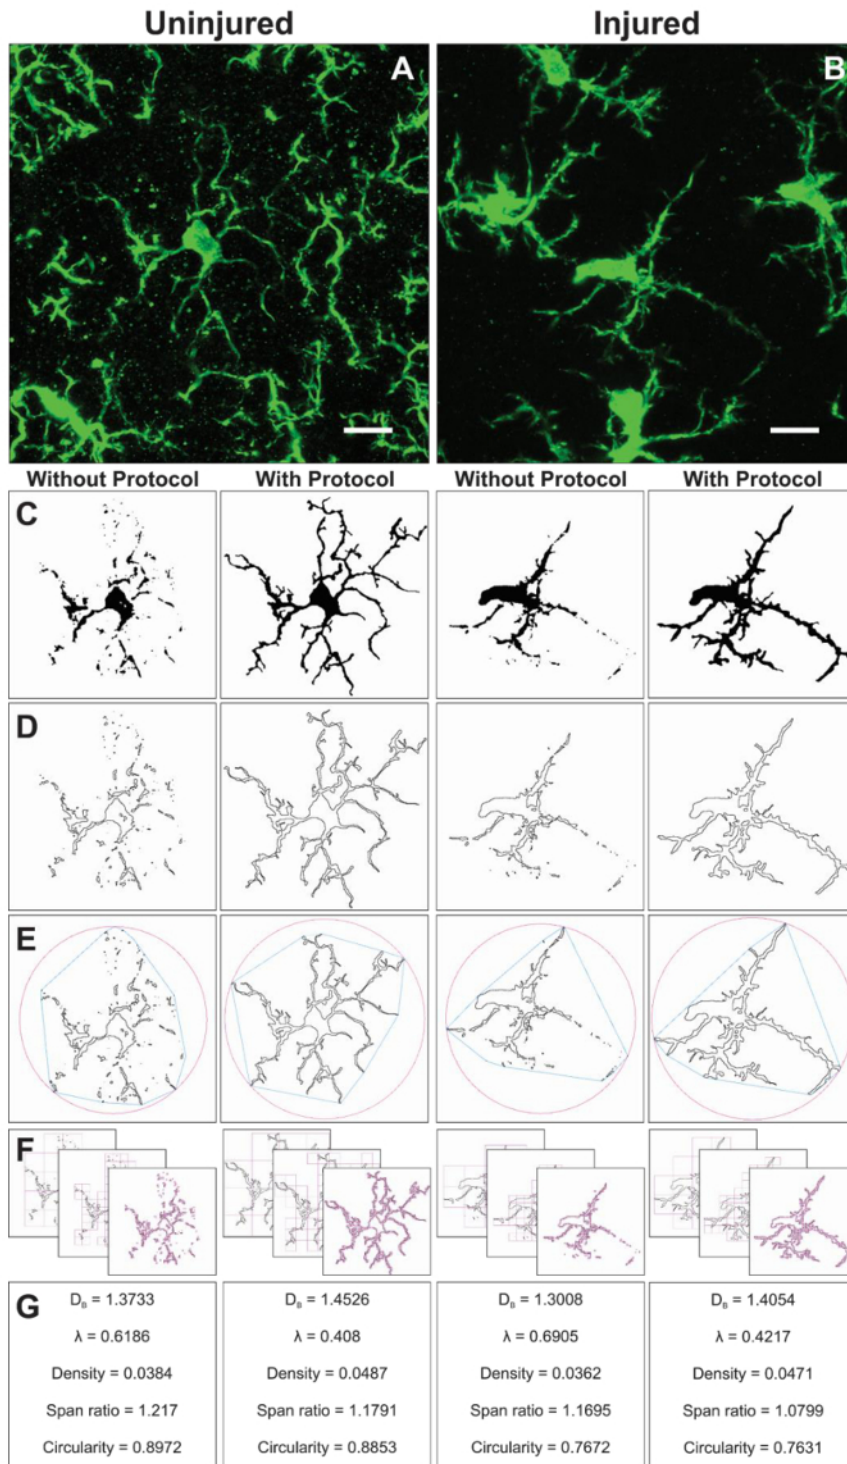 Uninjured Injured
A B
Without Protocol With Protocol Without Protocol With Protocol
C
D
E
F
G
D_B = 1.3733 D_B = 1.4526 D_B = 1.3008 D_B = 1.4054
λ = 0.6186 λ = 0.408 λ = 0.6905 λ = 0.4217
Density = 0.0384 Density = 0.0487 Density = 0.0362 Density = 0.0471
Span ratio = 1.217 Span ratio = 1.1791 Span ratio = 1.1695 Span ratio = 1.0799
Circularity = 0.8972 Circularity = 0.8853 Circularity = 0.7672 Circularity = 0.7631